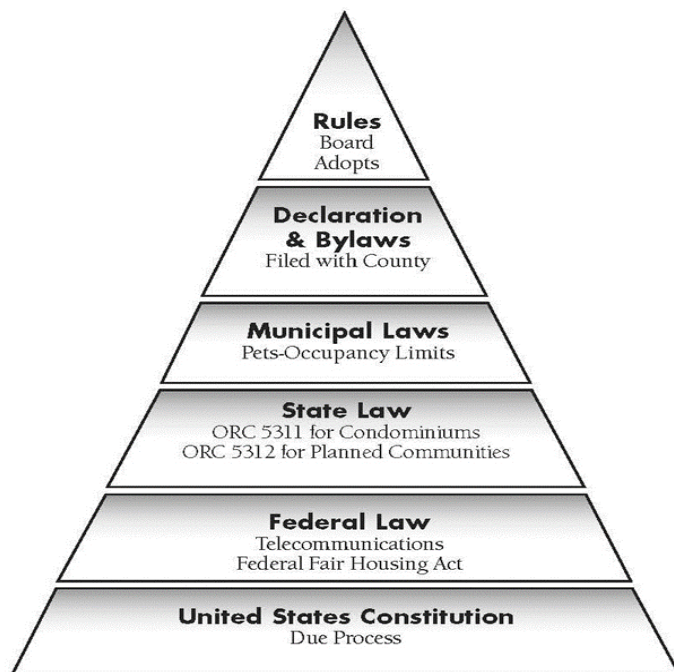 Rules
Board
Adopts
Declaration
& Bylaws
Filed with County
Municipal Laws
Pets-Occupancy Limits
State Law
ORC 5311 for Condominiums
ORC 5312 for Planned Communities
Federal Law
Telecommunications
Federal Fair Housing Act
United States Constitution
Due Process